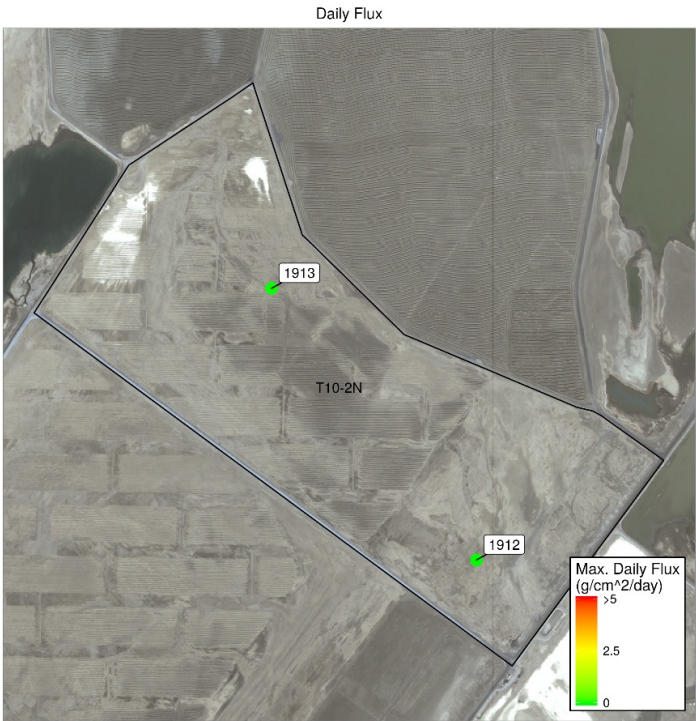 Daily Flux
1913
T10-2N
1912
Max. Daily Flux
(g/cm^2/day)
>5
2.5
0